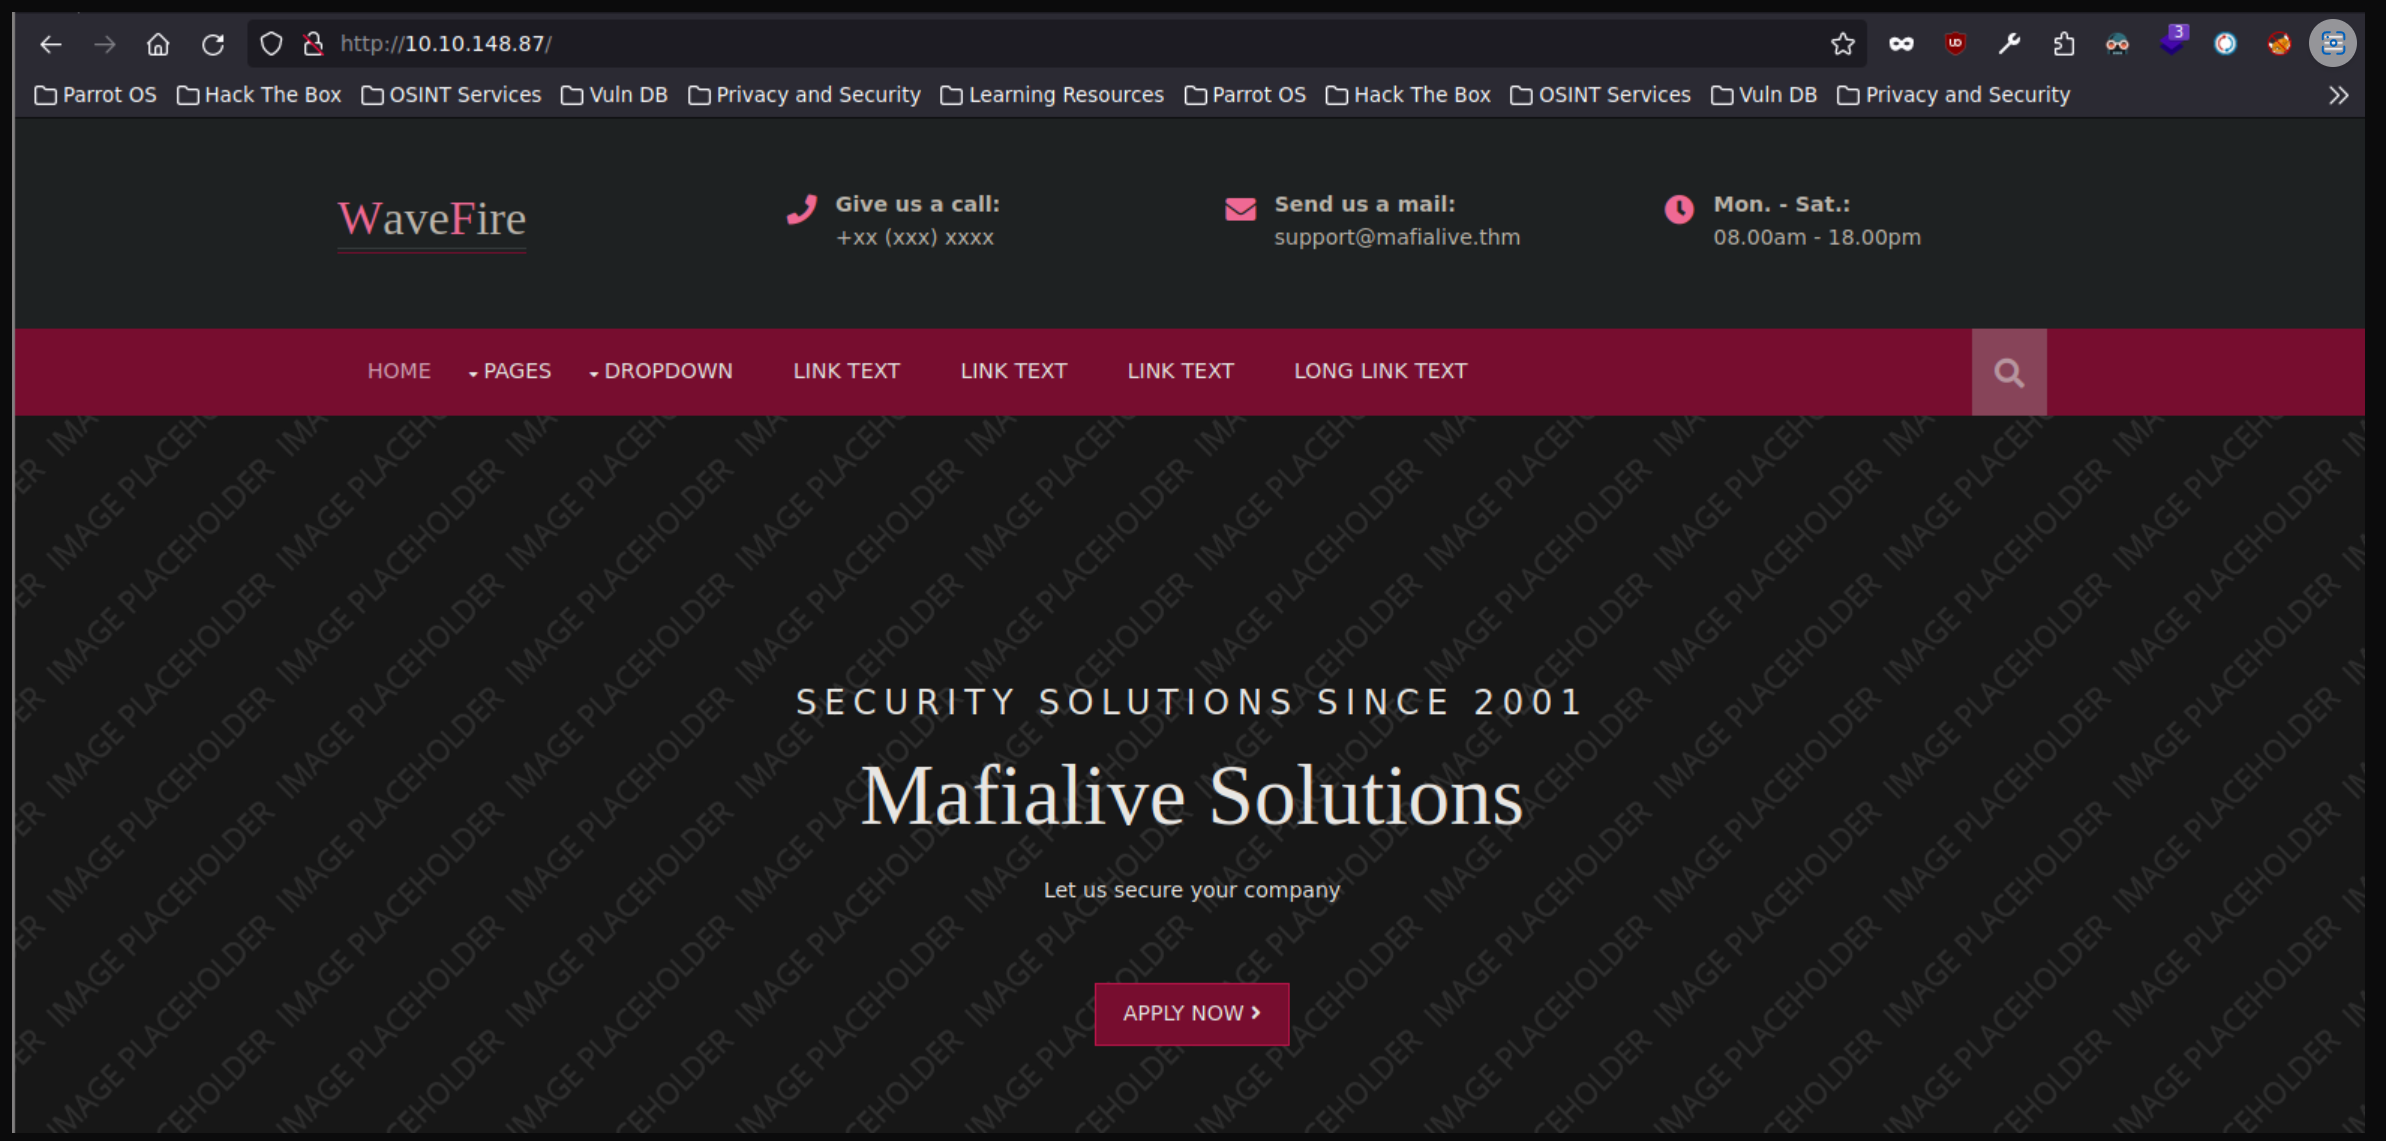 http://10.10.148.87/
3
Parrot OS Hack The Box OSINT Services Vuln DB Privacy and Security Learning Resources Parrot OS Hack The Box OSINT Services Vuln DB Privacy and Security
WaveFire
Give us a call:
+xx (xxx) xxxx
Send us a mail:
support@mafialive.thm
Mon. - Sat.:
08.00am - 18.00pm
HOME PAGES DROPDOWN LINK TEXT LINK TEXT LINK TEXT LONG LINK TEXT
IMAGE PLACEHOLDER
SECURITY SOLUTIONS SINCE 2001
Mafialive Solutions
Let us secure your company
APPLY NOW